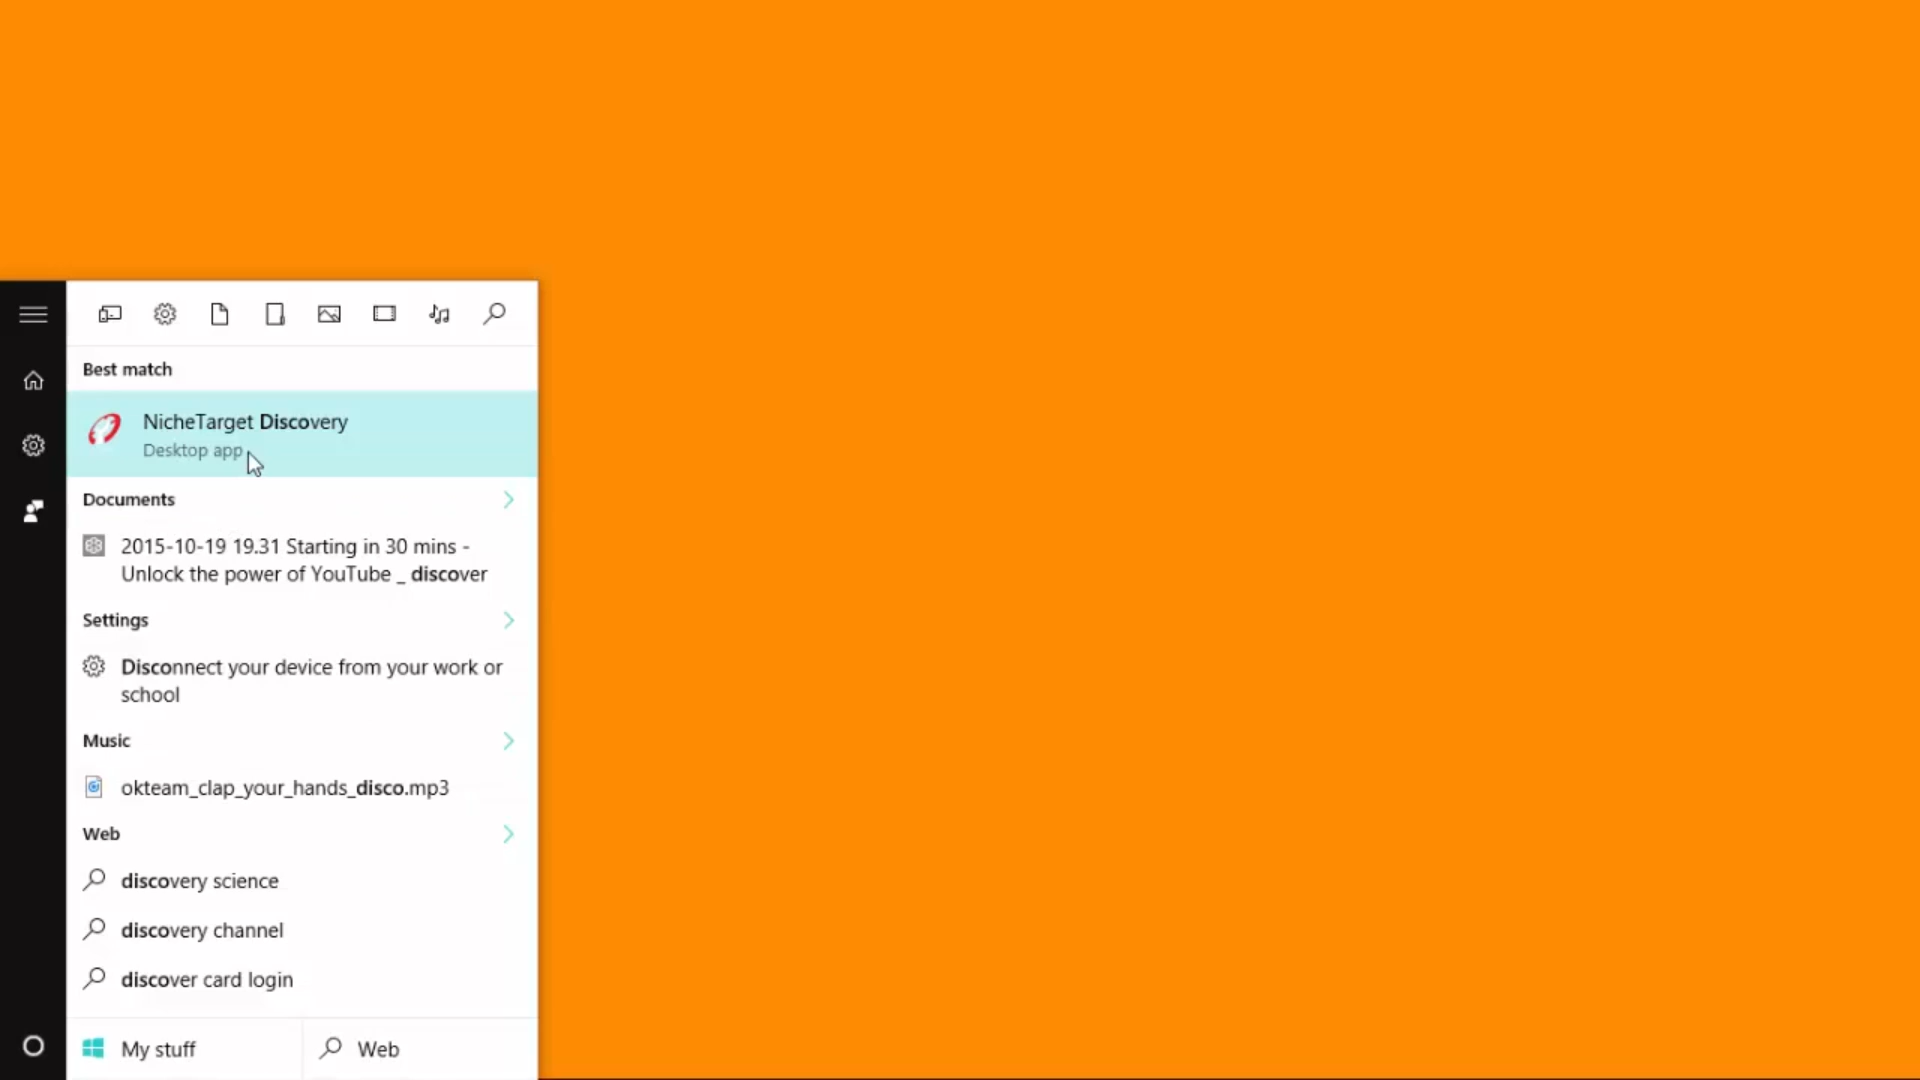 Best match
NicheTarget Discovery
Desktop app
Documents
2015-10-19 19.31 Starting in 30 mins -
Unlock the power of YouTube _ discover
Settings
Disconnect your device from your work or
school
Music
okteam_clap_your_hands_disco.mp3
Web
discovery science
discovery channel
discover card login
My stuff
Web